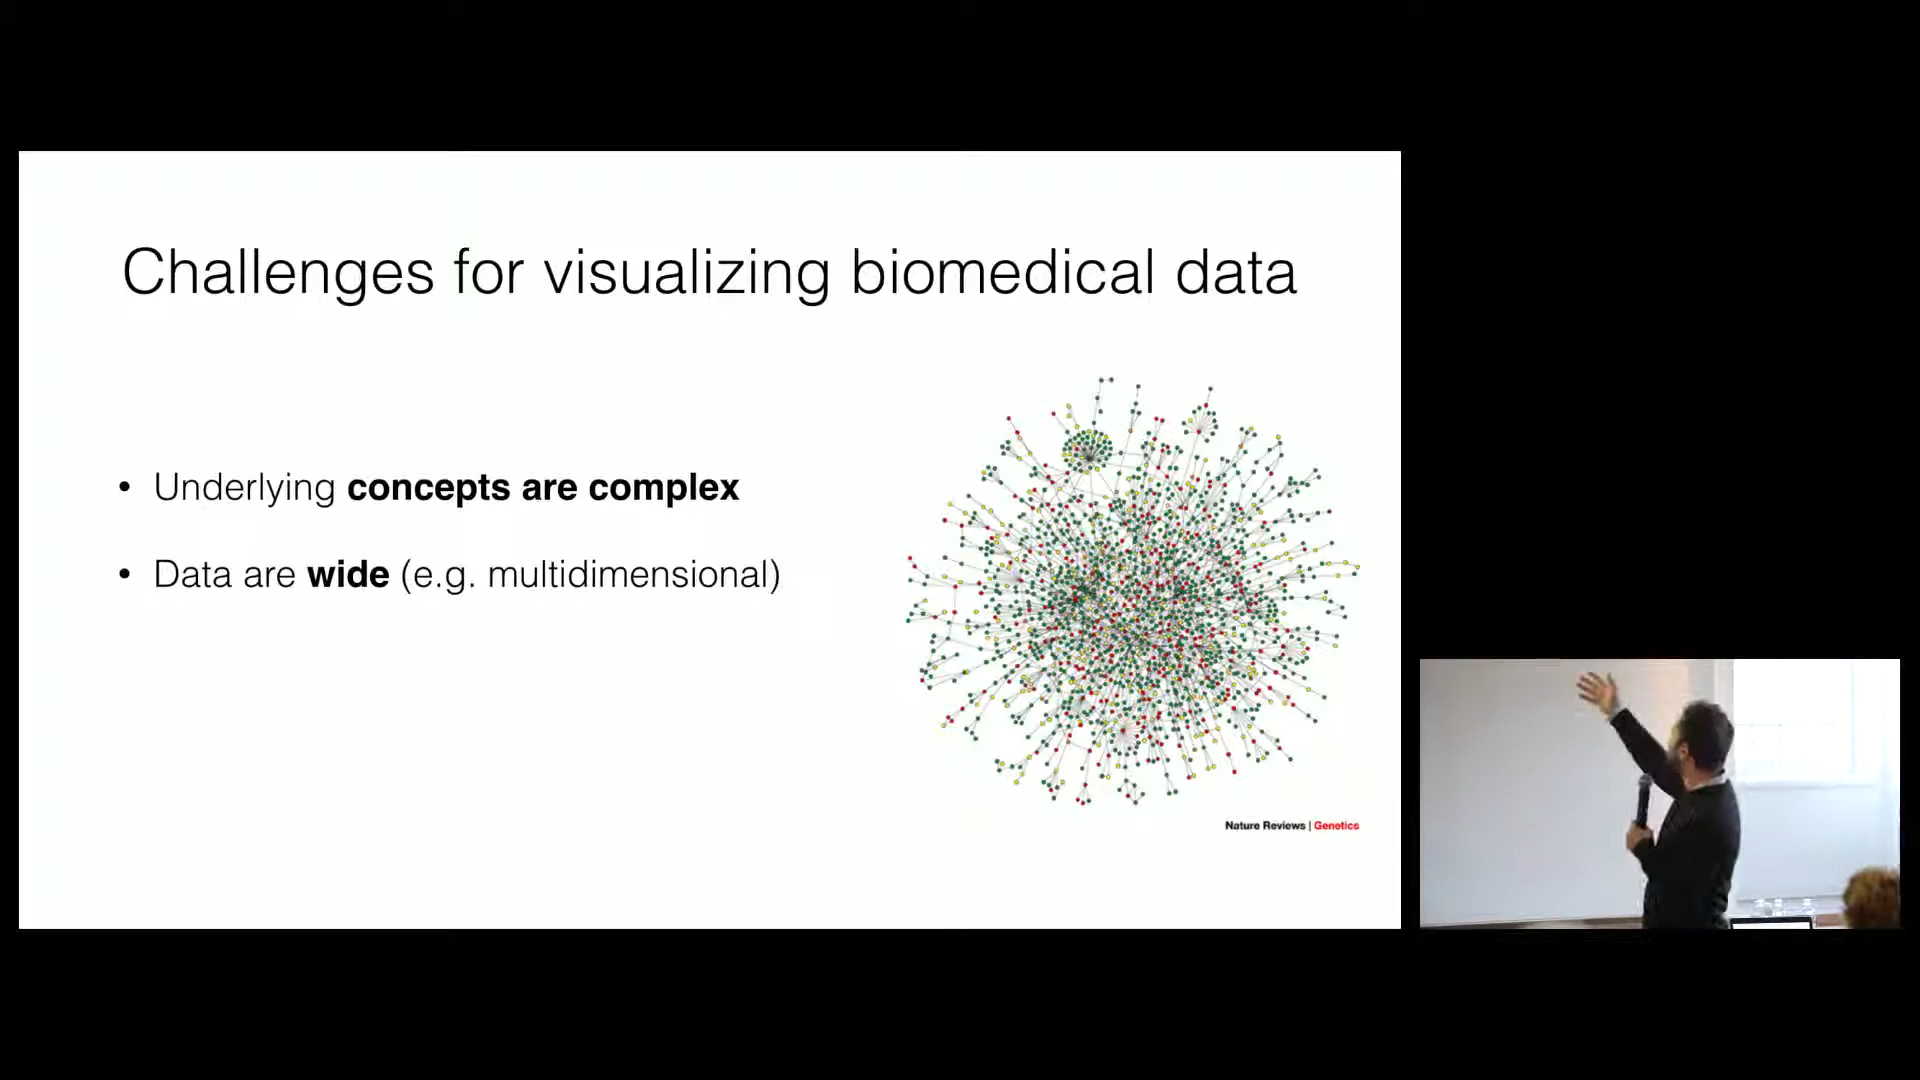 Challenges for visualizing biomedical data
• Underlying concepts are complex
• Data are wide (e.g. multidimensional)
Nature Reviews | Genetics